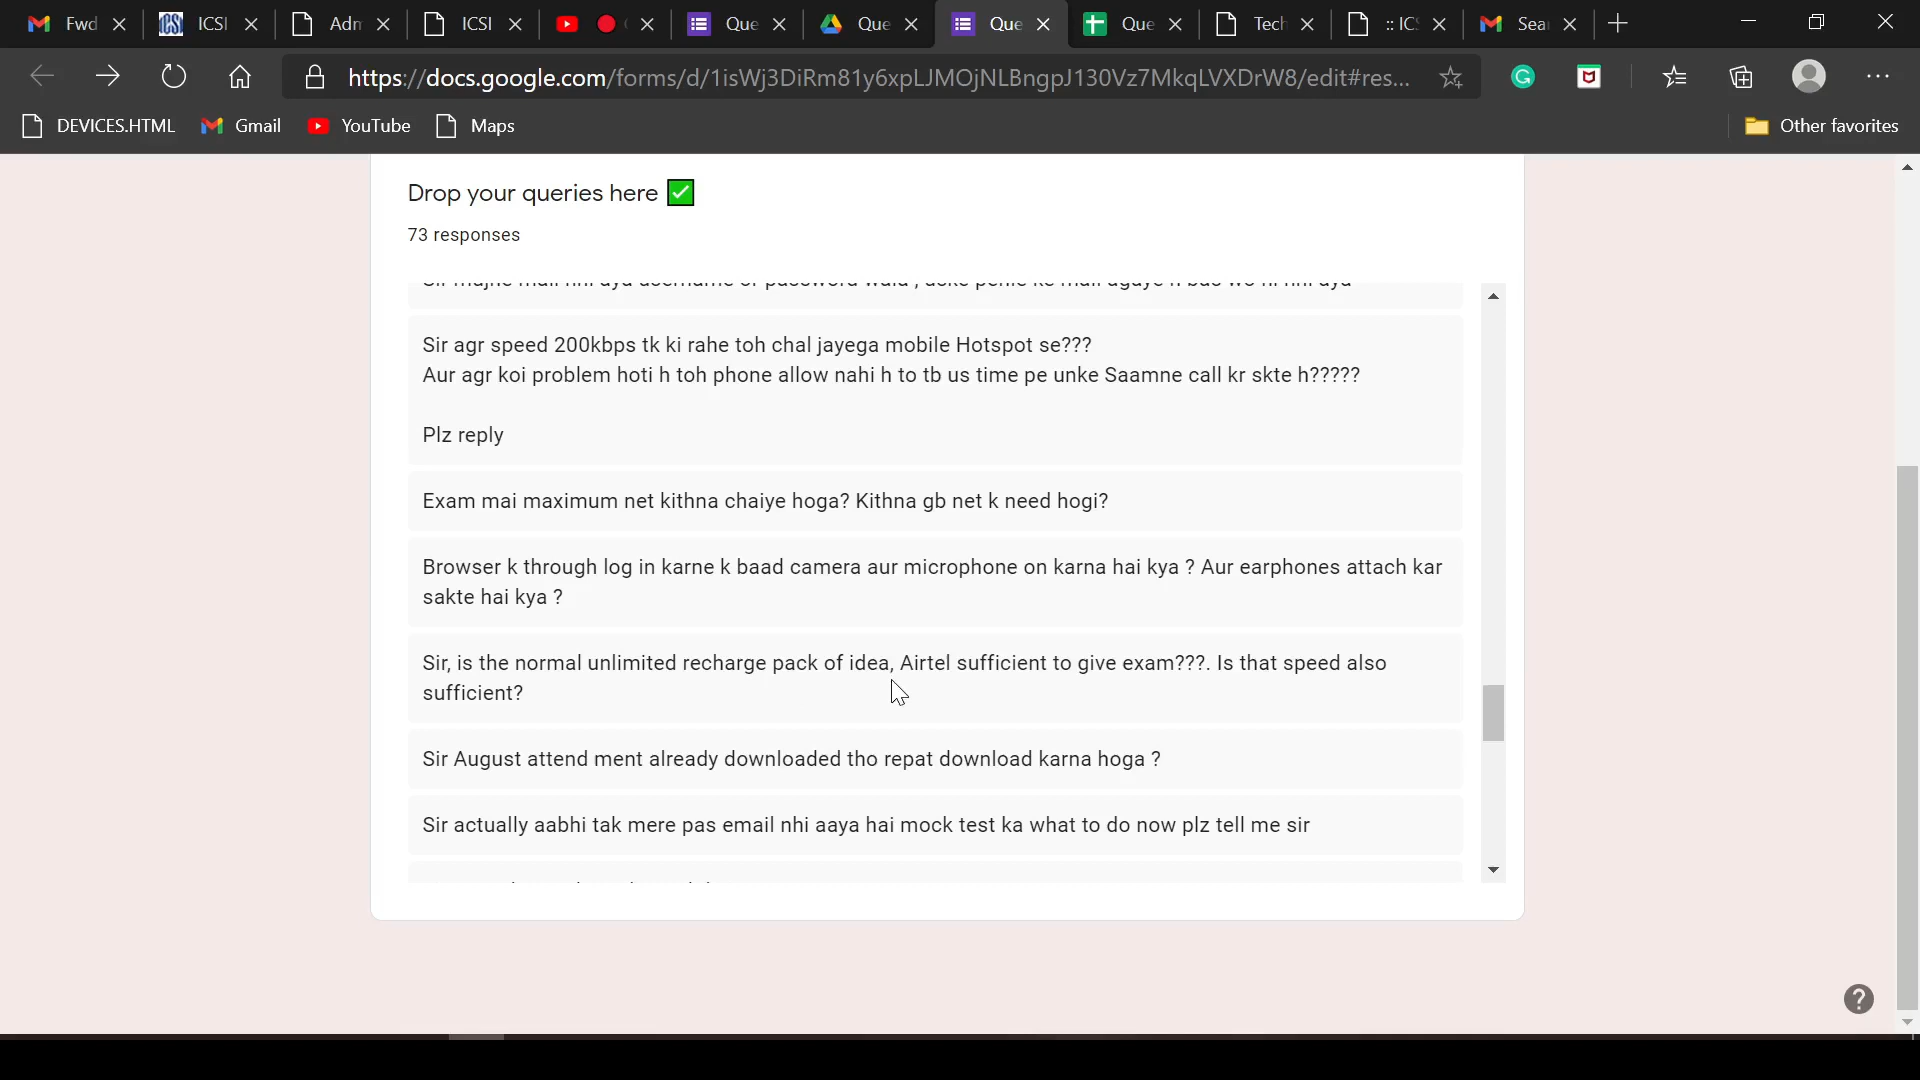 Fwd
ICSI
Adm
ICSI
Que
Que
Que
Que
Tech
:: IC
Sea
https://docs.google.com/forms/d/1isWj3DiRm81y6xpLJMOjNLBngpJ130Vz7MkqLVXDrW8/edit#res...
DEVICES.HTML
Gmail
YouTube
Maps
Other favorites
Drop your queries here ✅
73 responses
Sir agr speed 200kbps tk ki rahe toh chal jayega mobile Hotspot se???
Aur agr koi problem hoti h toh phone allow nahi h to tb us time pe unke Saamne call kr skte h?????
Plz reply
Exam mai maximum net kithna chaiye hoga? Kithna gb net k need hogi?
Browser k through log in karne k baad camera aur microphone on karna hai kya ? Aur earphones attach kar
sakte hai kya ?
Sir, is the normal unlimited recharge pack of idea, Airtel sufficient to give exam???. Is that speed also
sufficient?
Sir August attend ment already downloaded tho repat download karna hoga ?
Sir actually aabhi tak mere pas email nhi aaya hai mock test ka what to do now plz tell me sir